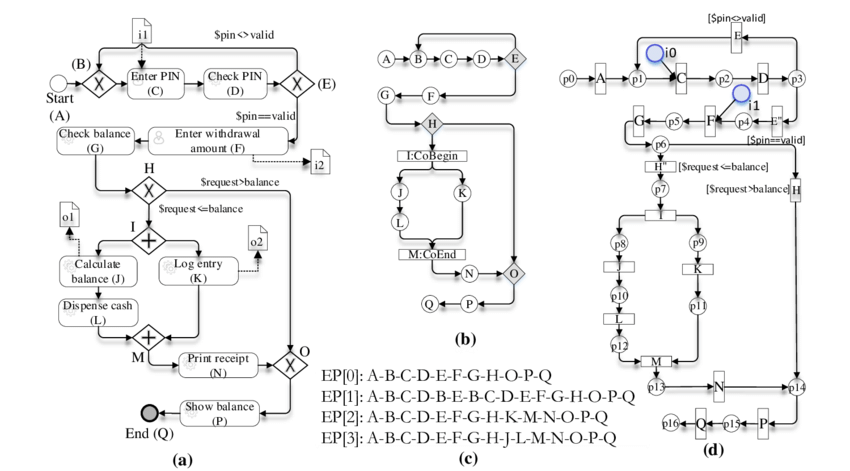 i1
$pin<>valid
(B)
X
Enter PIN
(C)
Check PIN
(D)
X
(E)
Start
(A)
$pin==valid
Check balance
(G)
Enter withdrawal
amount (F)
i2
H
X
$request>balance
$request<=balance
o1
I
+
o2
Calculate
balance (J)
Log entry
(K)
Dispense cash
(L)
+
M
Print receipt
(N)
O
X
Show balance
(P)
End (Q)
(a)
A
B
C
D
E
G
F
H
I:CoBegin
J
K
L
M:CoEnd
N
O
Q
P
(b)
EP[0]: A-B-C-D-E-F-G-H-O-P-Q
EP[1]: A-B-C-D-B-E-B-C-D-E-F-G-H-O-P-Q
EP[2]: A-B-C-D-E-F-G-H-K-M-N-O-P-Q
EP[3]: A-B-C-D-E-F-G-H-J-L-M-N-O-P-Q
(c)
[$pin<>valid]
E
i0
p0
A
p1
C
p2
D
p3
i1
G
p5
F
p4
E"
[$pin==valid]
p6
H"
[$request<=balance]
p7
[$request>balance]
H
I
p8
p9
J
K
p10
p11
L
p12
M
p13
N
p14
p16
Q
p15
P
(d)